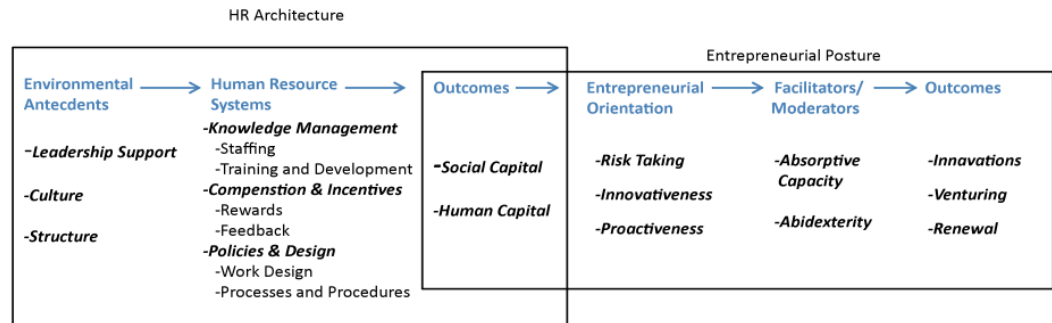 HR Architecture
Entrepreneurial Posture
Environmental Antecdents
Human Resource Systems
Outcomes
Entrepreneurial Orientation
Facilitators/ Moderators
Outcomes
-Leadership Support
-Culture
-Structure
-Knowledge Management
-Staffing
-Training and Development
-Compenstion & Incentives
-Rewards
-Feedback
-Policies & Design
-Work Design
-Processes and Procedures
-Social Capital
-Human Capital
-Risk Taking
-Innovativeness
-Proactiveness
-Absorptive
Capacity
-Abidexterity
-Innavations
-Venturing
-Renewal